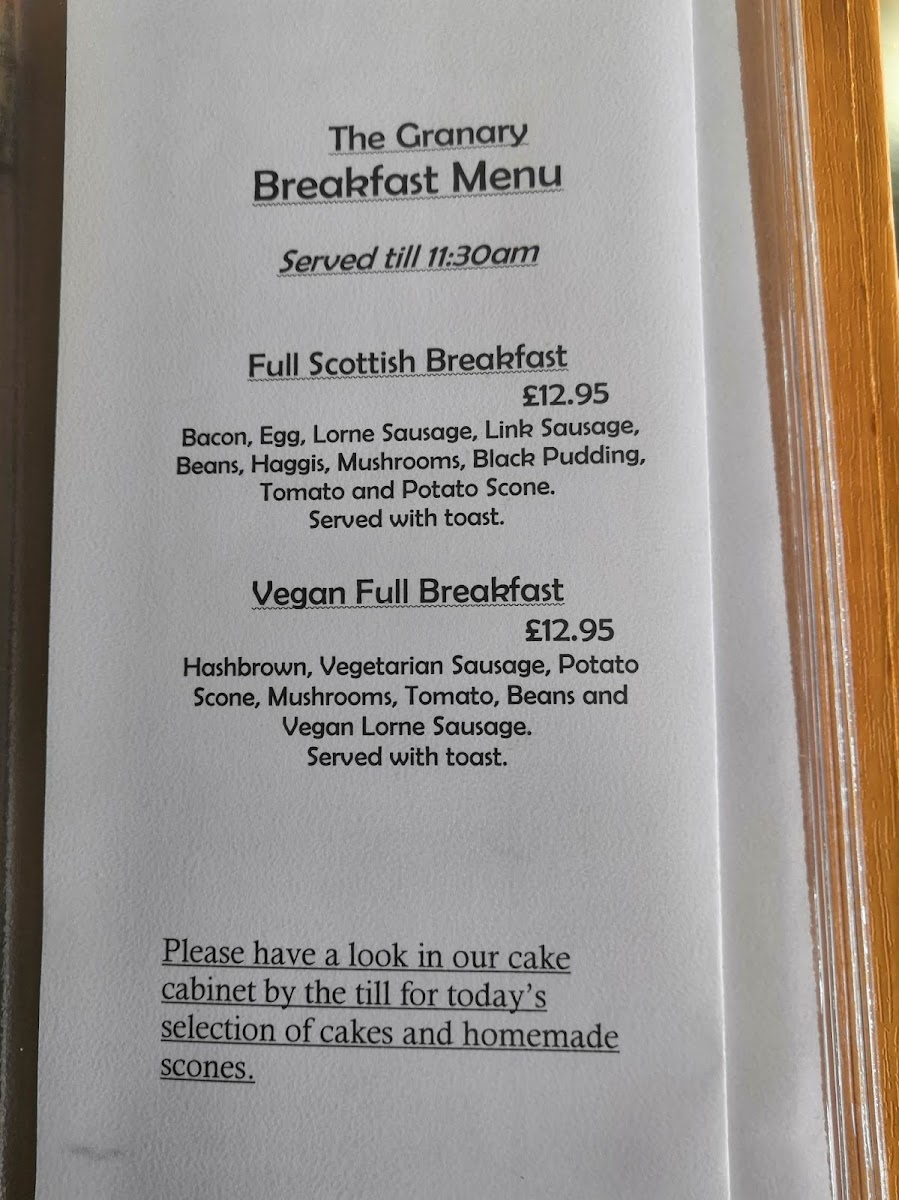 The Granary
Breakfast Menu
Served till 11:30am
Full Scottish Breakfast
£12.95
Bacon, Egg, Lorne Sausage, Link Sausage,
Beans, Haggis, Mushrooms, Black Pudding,
Tomato and Potato Scone.
Served with toast.
Vegan Full Breakfast
£12.95
Hashbrown, Vegetarian Sausage, Potato
Scone, Mushrooms, Tomato, Beans and
Vegan Lorne Sausage.
Served with toast.
Please have a look in our cake
cabinet by the till for today's
selection of cakes and homemade
scones.